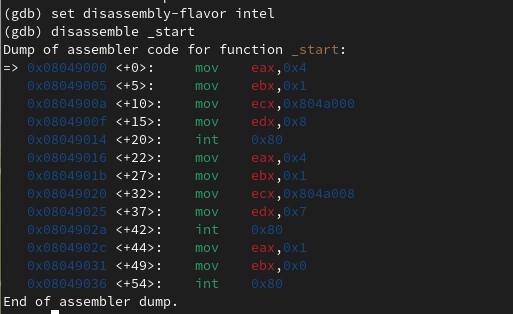 (gdb) set disassembly-flavor intel
(gdb) disassemble _start
Dump of assembler code for function _start:
=> 0x08049000 <+0>:     mov    eax,0x4
   0x08049005 <+5>:     mov    ebx,0x1
   0x0804900a <+10>:    mov    ecx,0x804a000
   0x0804900f <+15>:    mov    edx,0x8
   0x08049014 <+20>:    int    0x80
   0x08049016 <+22>:    mov    eax,0x4
   0x0804901b <+27>:    mov    ebx,0x1
   0x08049020 <+32>:    mov    ecx,0x804a008
   0x08049025 <+37>:    mov    edx,0x7
   0x0804902a <+42>:    int    0x80
   0x0804902c <+44>:    mov    eax,0x1
   0x08049031 <+49>:    mov    ebx,0x0
   0x08049036 <+54>:    int    0x80
End of assembler dump.